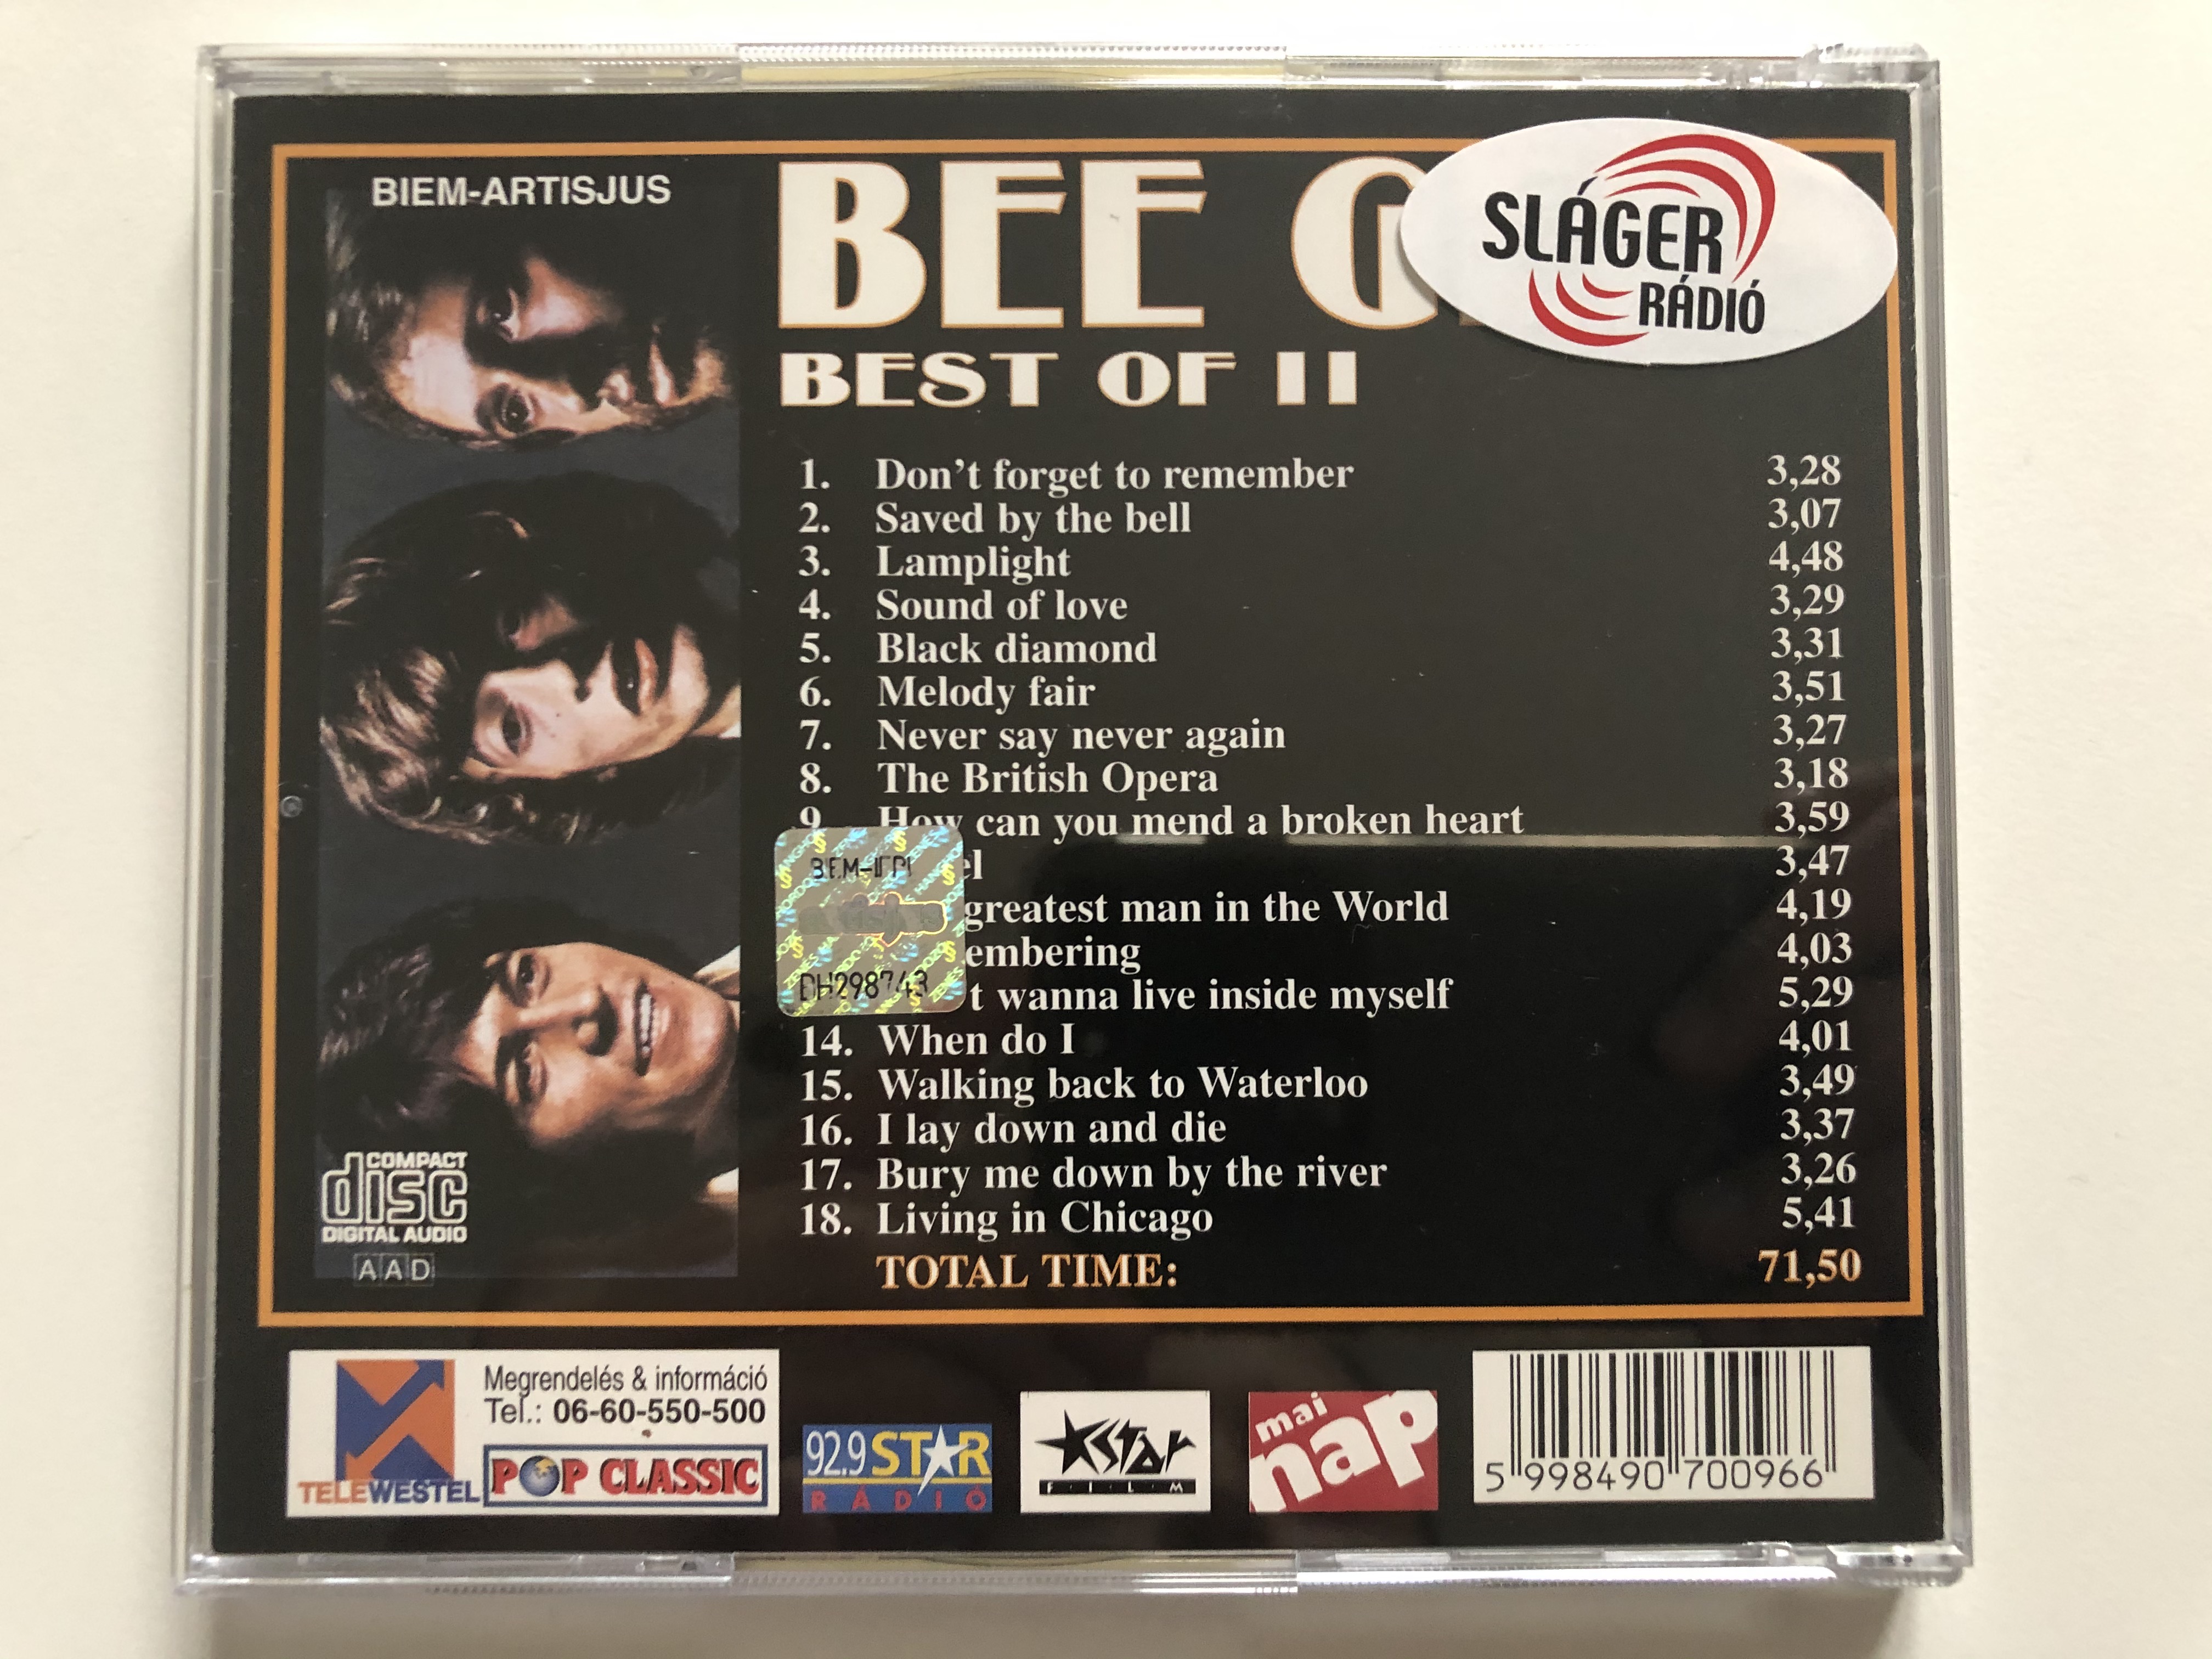 BIEM-ARTISJUS
BEE
SLÁGER
RÁDIÓ
BEST OF II
1. Don't forget to remember 3,28
2. Saved by the bell 3,07
3. Lamplight 4,48
4. Sound of love 3,29
5. Black diamond 3,31
6. Melody fair 3,51
7. Never say never again 3,27
8. The British Opera 3,18
9. How can you mend a broken heart 3,59
3,47
greatest man in the World 4,19
embering 4,03
t wanna live inside myself 5,29
14. When do I 4,01
15. Walking back to Waterloo 3,49
16. I lay down and die 3,37
17. Bury me down by the river 3,26
18. Living in Chicago 5,41
TOTAL TIME: 71,50
DH298743
COMPACT
disc
DIGITAL AUDIO
AAD
Megrendelés & információ
Tel.: 06-60-550-500
TELEWESTEL
POP CLASSIC
92.9 STAR
RÁDIÓ
Star
FILM
mai
nap
5 998490 700966